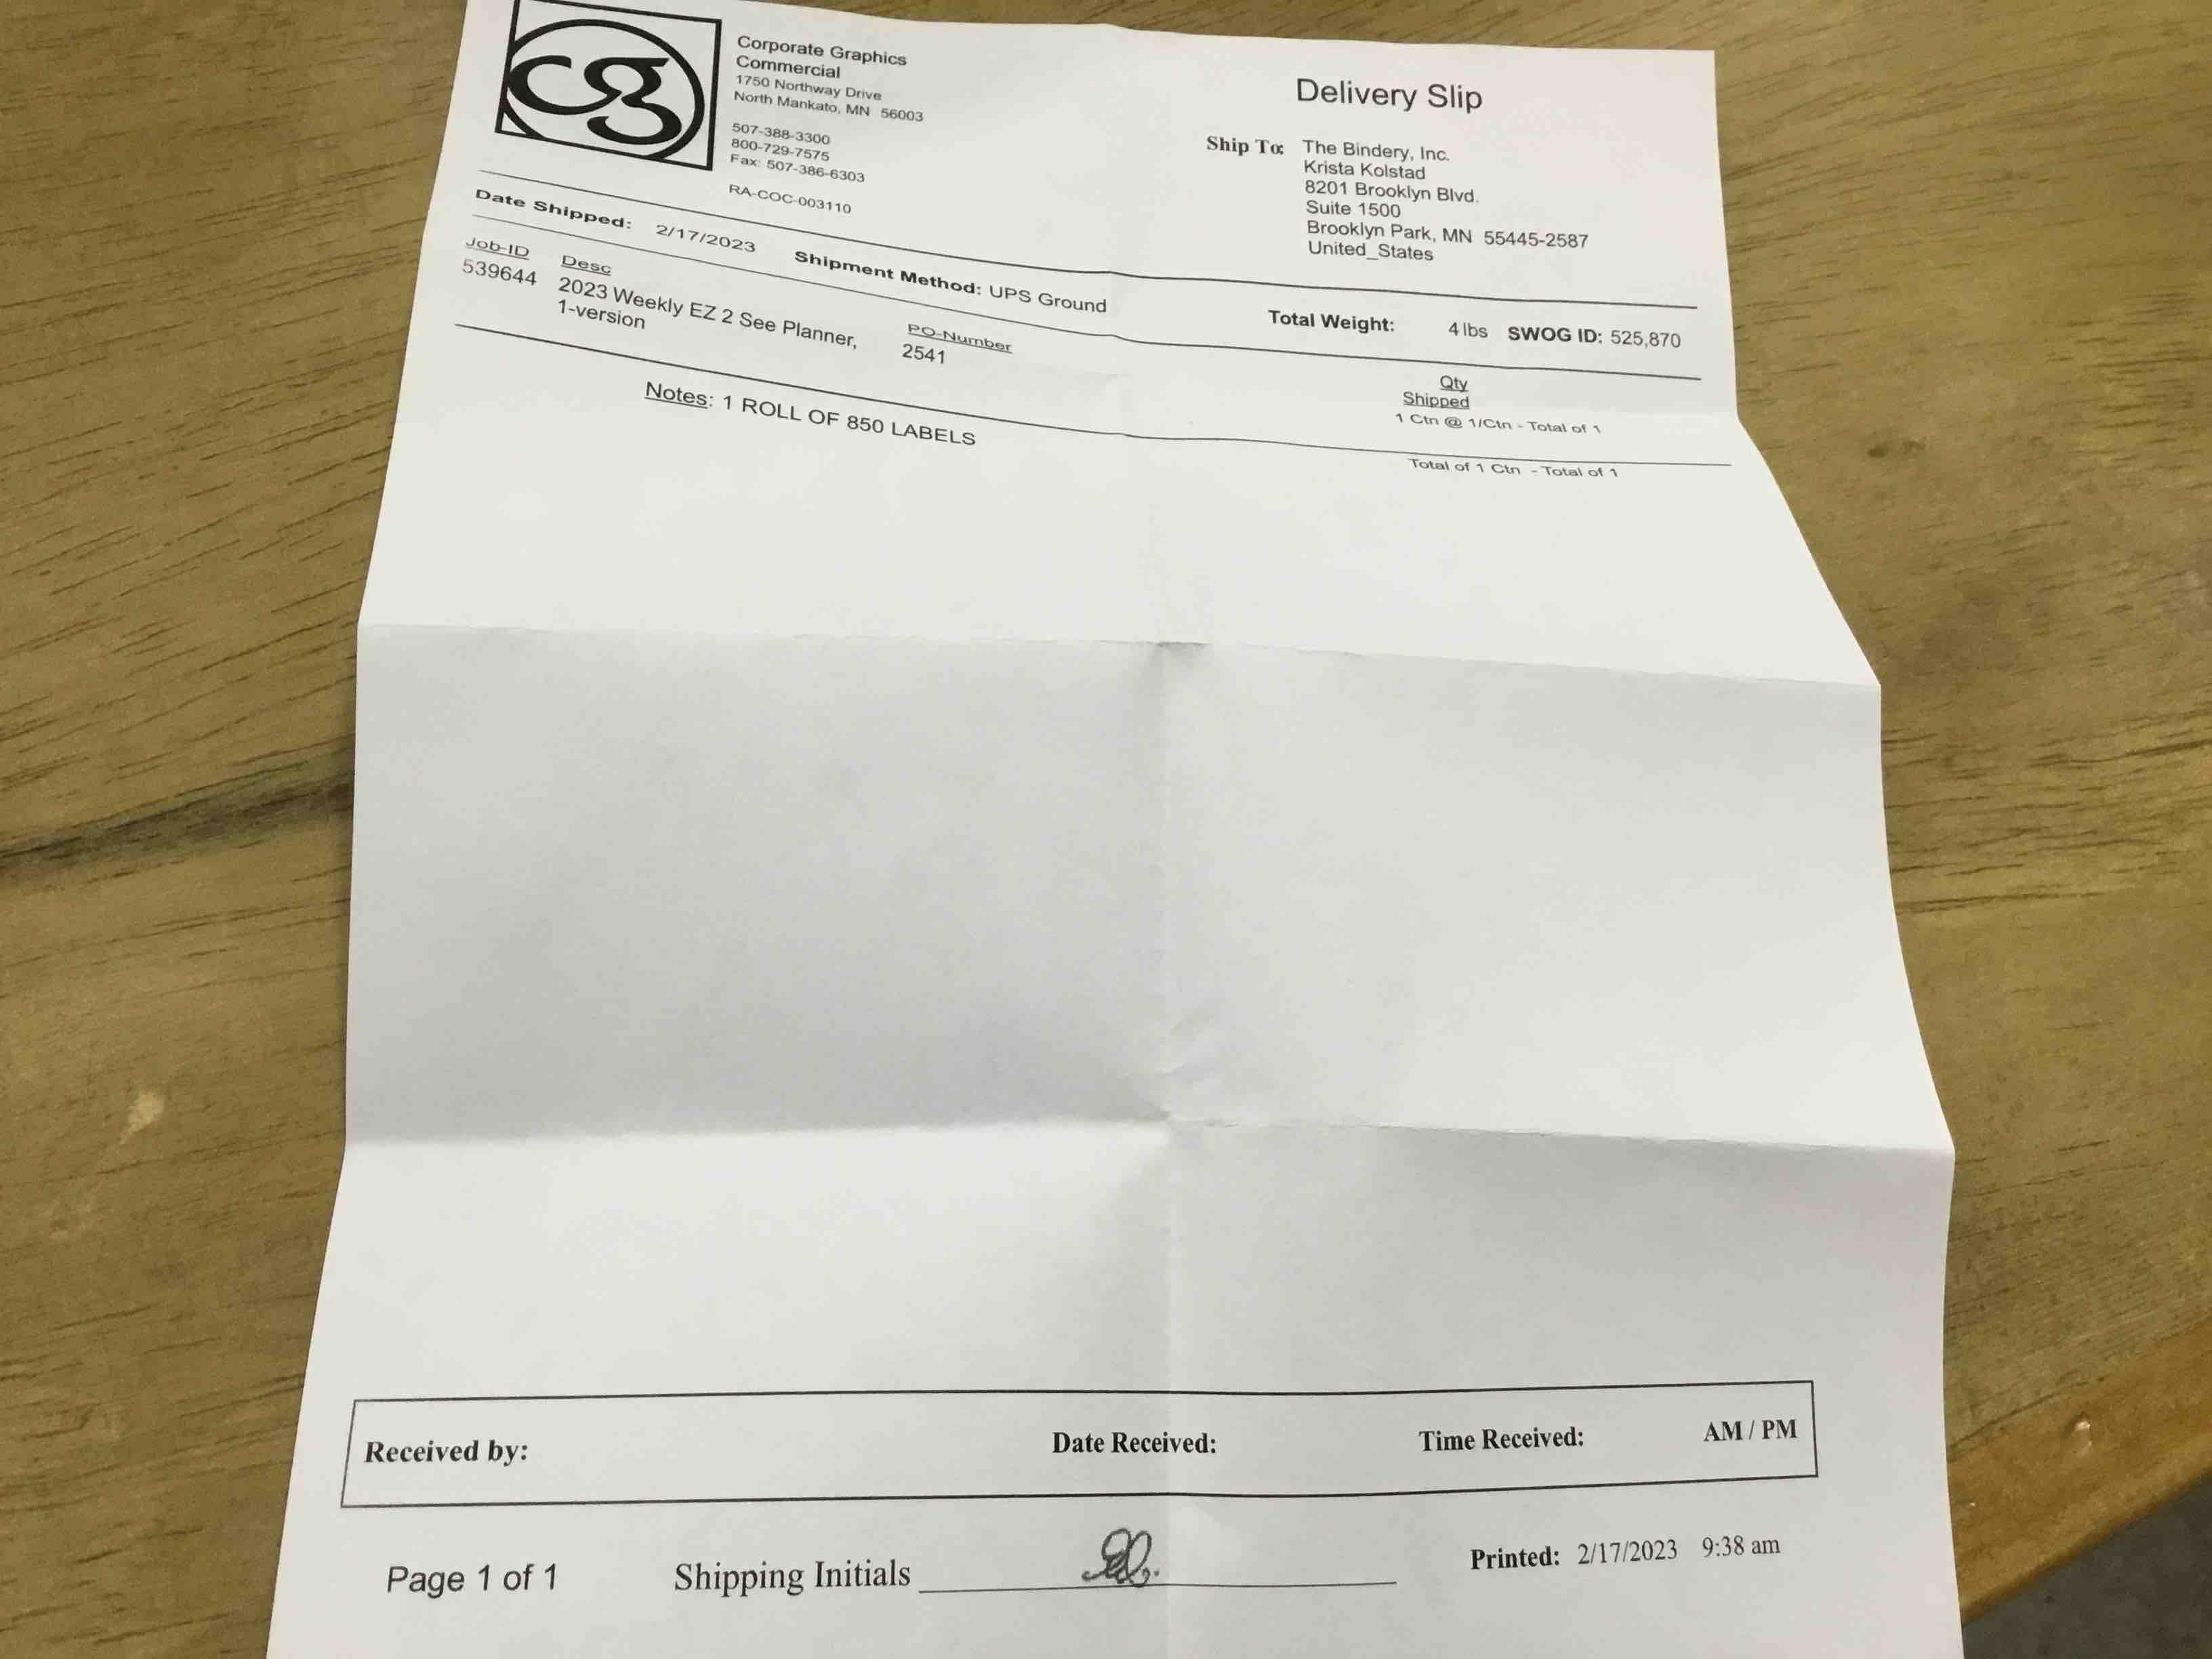 cg
Corporate Graphics
Commercial
1750 Northway Drive
North Mankato, MN 56003
507-388-3300
800-729-7575
Fax: 507-386-6303
RA-COC-003110
Delivery Slip
Ship To: The Bindery, Inc.
Krista Kolstad
8201 Brooklyn Blvd.
Suite 1500
Brooklyn Park, MN 55445-2587
United_States
Date Shipped: 2/17/2023 Shipment Method: UPS Ground Total Weight: 4 lbs SWOG ID: 525,870
Job-ID Desc PO-Number Qty
Shipped
539644 2023 Weekly EZ 2 See Planner, 2541 1 Ctn @ 1/Ctn - Total of 1
1-version
Total of 1 Ctn - Total of 1
Notes: 1 ROLL OF 850 LABELS
Received by: Date Received: Time Received: AM / PM
Page 1 of 1 Shipping Initials Printed: 2/17/2023 9:38 am